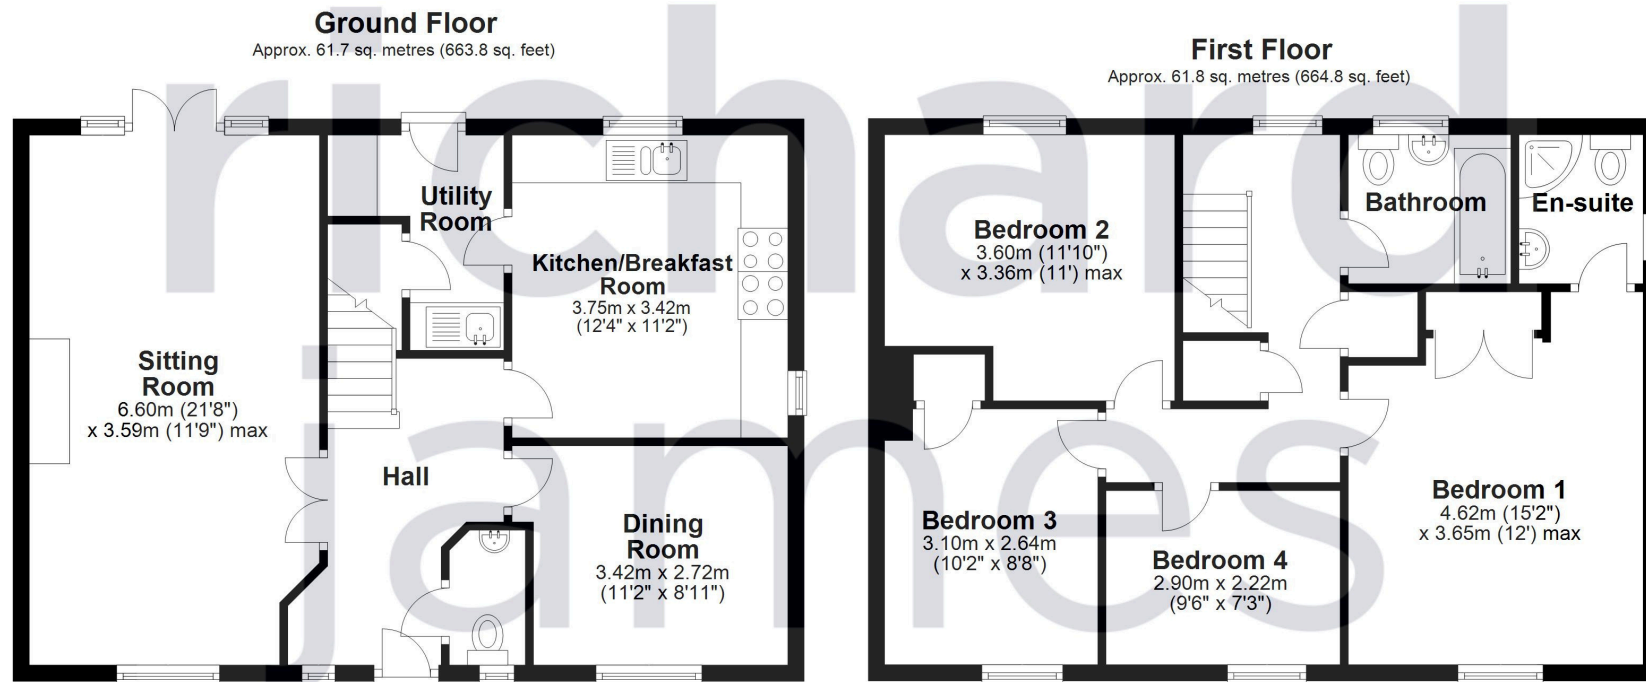 Ground Floor
Approx. 61.7 sq. metres (663.8 sq. feet)
Utility
Room
Kitchen/Breakfast
Room
3.75m x 3.42m
(12'4" x 11'2")
Sitting
Room
6.60m (21'8")
x 3.59m (11'9") max
Hall
Dining
Room
3.42m x 2.72m
(11'2" x 8'11")
First Floor
Approx. 61.8 sq. metres (664.8 sq. feet)
Bedroom 2
3.60m (11'10")
x 3.36m (11') max
Bathroom
En-suite
Bedroom 3
3.10m x 2.64m
(10'2" x 8'8")
Bedroom 4
2.90m x 2.22m
(9'6" x 7'3")
Bedroom 1
4.62m (15'2")
x 3.65m (12') max
richard
james